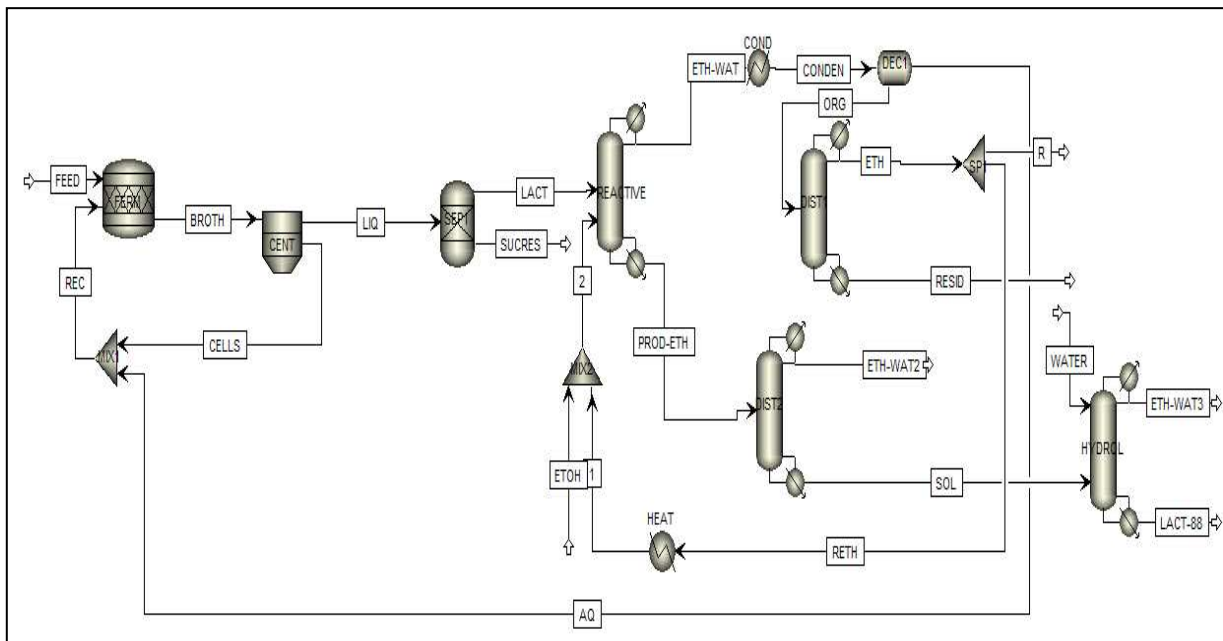 COND
ETH-WAT
CONDEN
DEC1
ORG
ETH
R
SP1
FEED
FERM
BROTH
LIQ
CENT
LACT
SEP1
SUCRES
REACTIVE
DIST1
REC
2
RESID
CELLS
MIX1
PROD-ETH
WATER
MIX2
ETH-WAT2
DIST2
ETH-WAT3
HYDROL
ETOH
1
SOL
HEAT
LACT-88
RETH
AQ